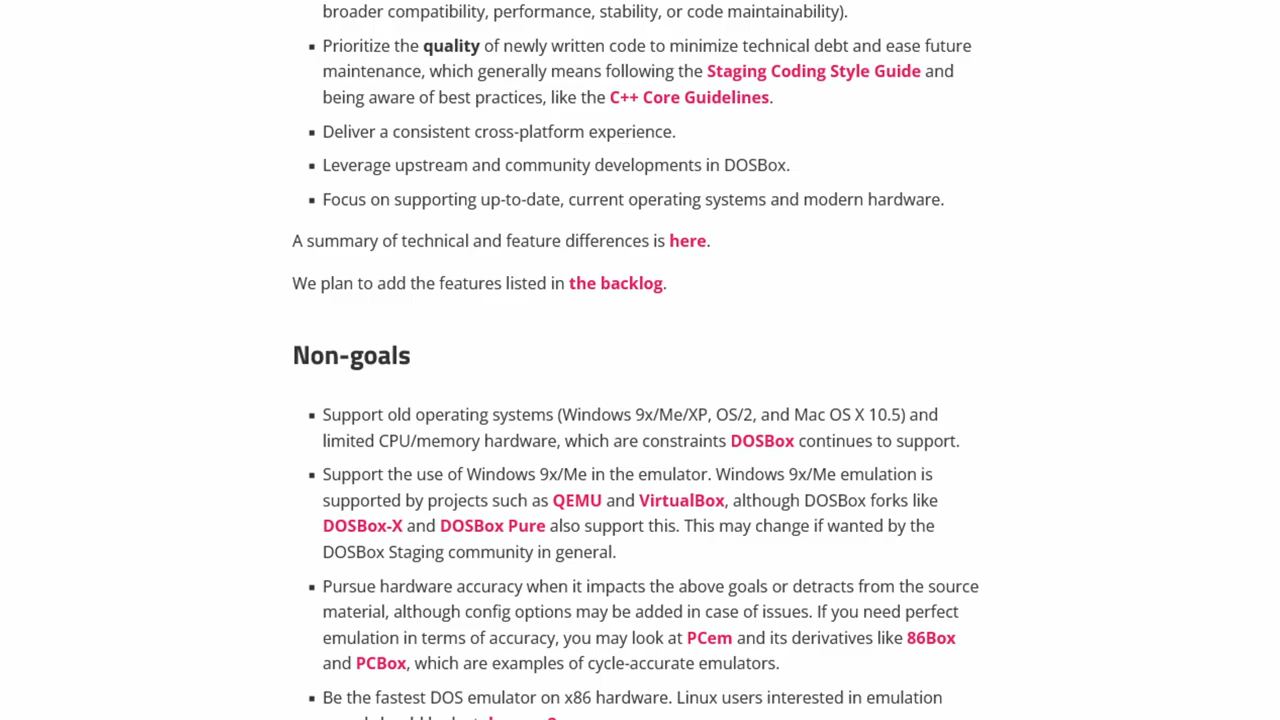 broader compatibility, performance, stability, or code maintainability).
▪ Prioritize the quality of newly written code to minimize technical debt and ease future
maintenance, which generally means following the Staging Coding Style Guide and
being aware of best practices, like the C++ Core Guidelines.
▪ Deliver a consistent cross-platform experience.
▪ Leverage upstream and community developments in DOSBox.
▪ Focus on supporting up-to-date, current operating systems and modern hardware.
A summary of technical and feature differences is here.
We plan to add the features listed in the backlog.
Non-goals
▪ Support old operating systems (Windows 9x/Me/XP, OS/2, and Mac OS X 10.5) and
limited CPU/memory hardware, which are constraints DOSBox continues to support.
▪ Support the use of Windows 9x/Me in the emulator. Windows 9x/Me emulation is
supported by projects such as QEMU and VirtualBox, although DOSBox forks like
DOSBox-X and DOSBox Pure also support this. This may change if wanted by the
DOSBox Staging community in general.
▪ Pursue hardware accuracy when it impacts the above goals or detracts from the source
material, although config options may be added in case of issues. If you need perfect
emulation in terms of accuracy, you may look at PCem and its derivatives like 86Box
and PCBox, which are examples of cycle-accurate emulators.
▪ Be the fastest DOS emulator on x86 hardware. Linux users interested in emulation